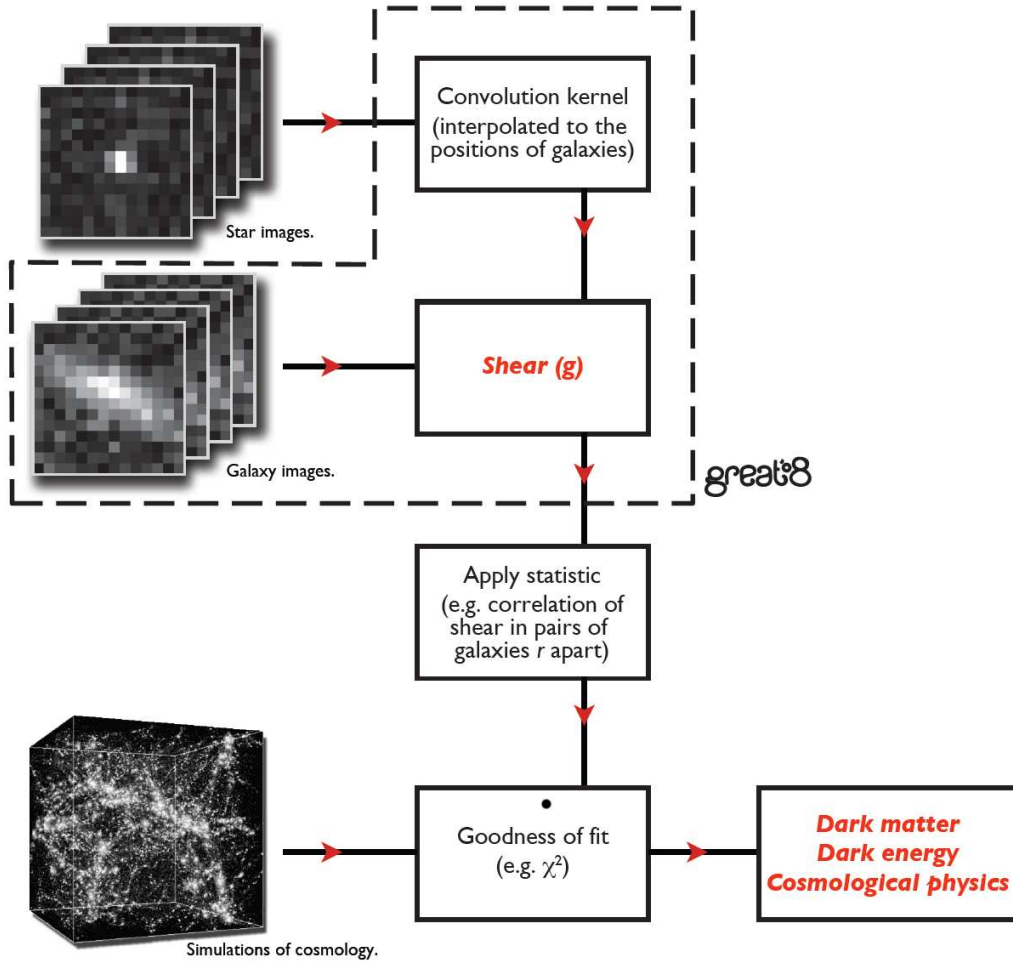 Convolution kernel
(interpolated to the
positions of galaxies)
Star images.
Shear (g)
Galaxy images.
great08
Apply statistic
(e.g. correlation of
shear in pairs of
galaxies r apart)
Goodness of fit
(e.g. χ²)
Dark matter
Dark energy
Cosmological physics
Simulations of cosmology.